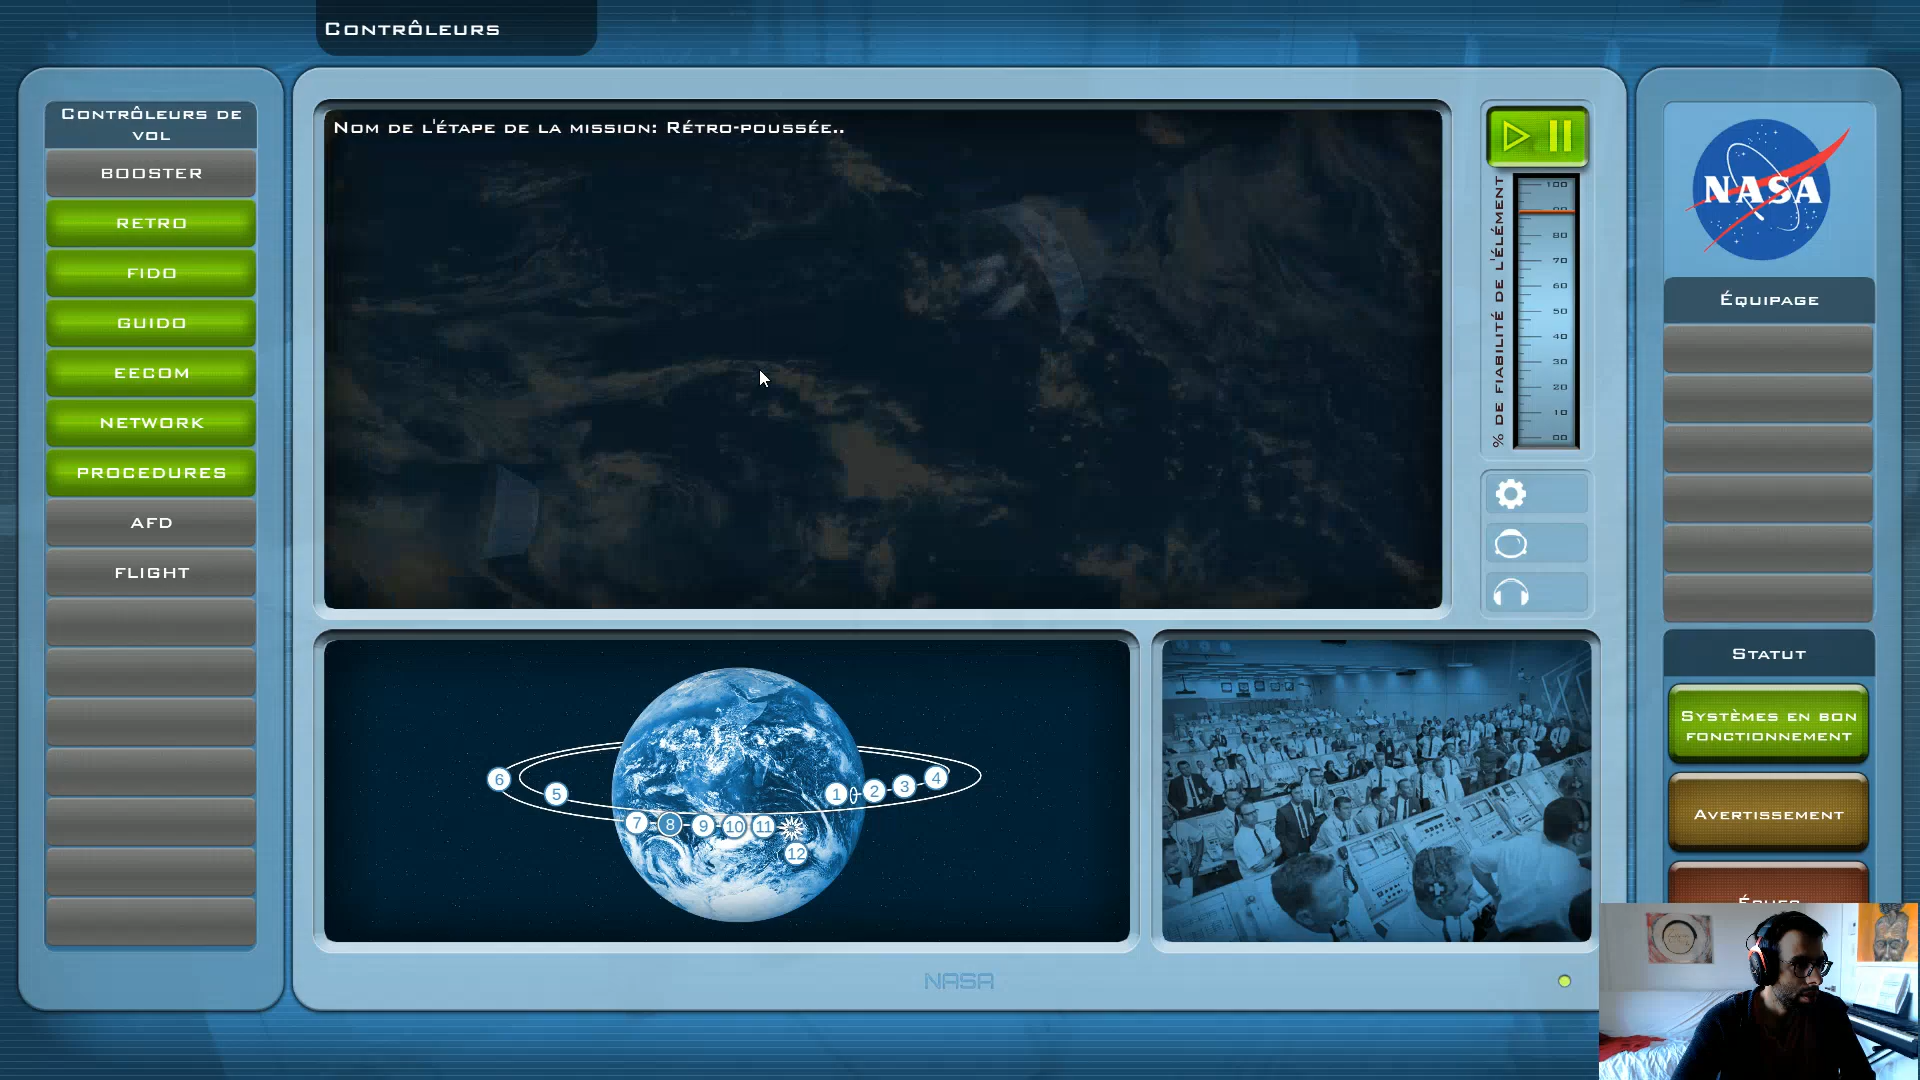 Contrôleurs
Contrôleurs de
vol
BOOSTER
RETRO
FIDO
GUIDO
EECOM
NETWORK
PROCEDURES
AFD
FLIGHT
Nom de l'étape de la mission: Rétro-poussée..
% de fiabilité de l'élément
100
80
70
60
50
40
30
20
10
00
NASA
Équipage
Statut
Systèmes en bon
fonctionnement
Avertissement
6
5
7
8
9
10
11
12
1
2
3
4
NASA